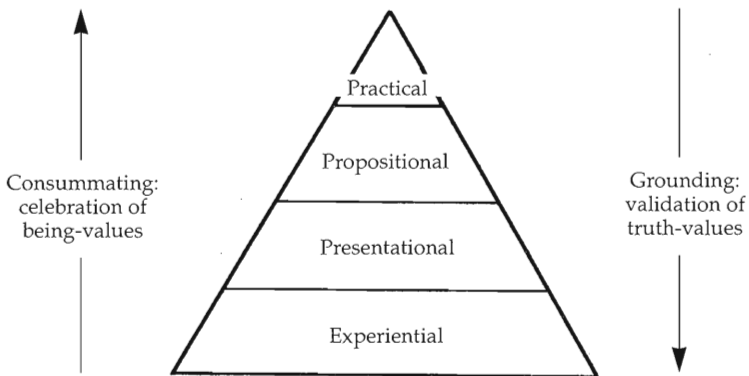 Practical
Propositional
Presentational
Experiential
Consummating:
celebration of
being-values
Grounding:
validation of
truth-values